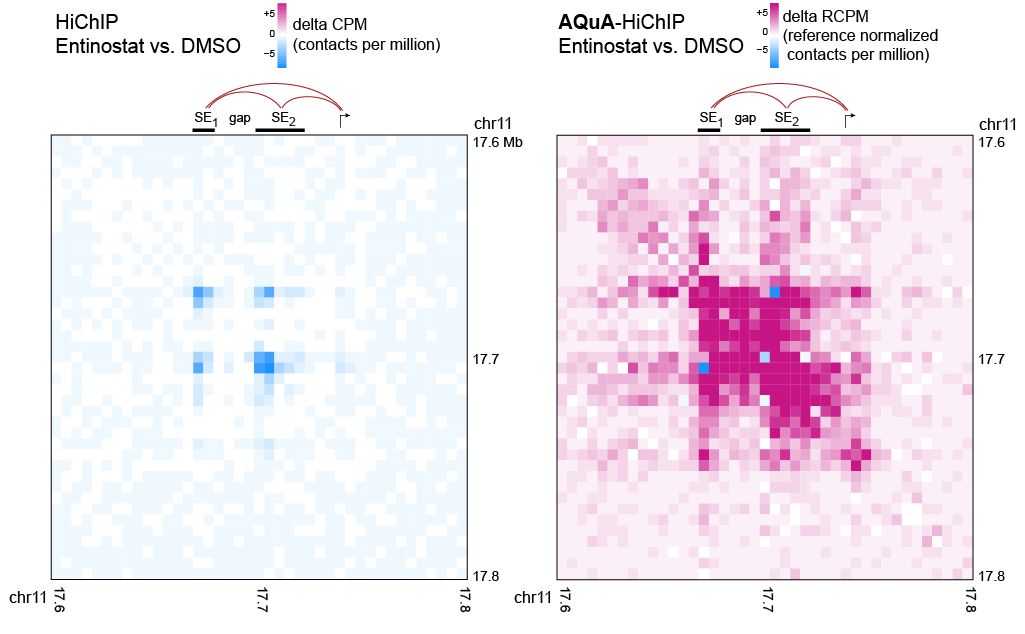 HiChIP
Entinostat vs. DMSO
+5
0
−5
delta CPM
(contacts per million)
SE1 gap SE2
chr11
17.6 Mb
17.7
17.8
chr11
17.6
17.7
17.8
AQuA-HiChIP
Entinostat vs. DMSO
+5
0
−5
delta RCPM
(reference normalized
contacts per million)
SE1 gap SE2
chr11
17.6
17.7
17.8
chr11
17.6
17.7
17.8